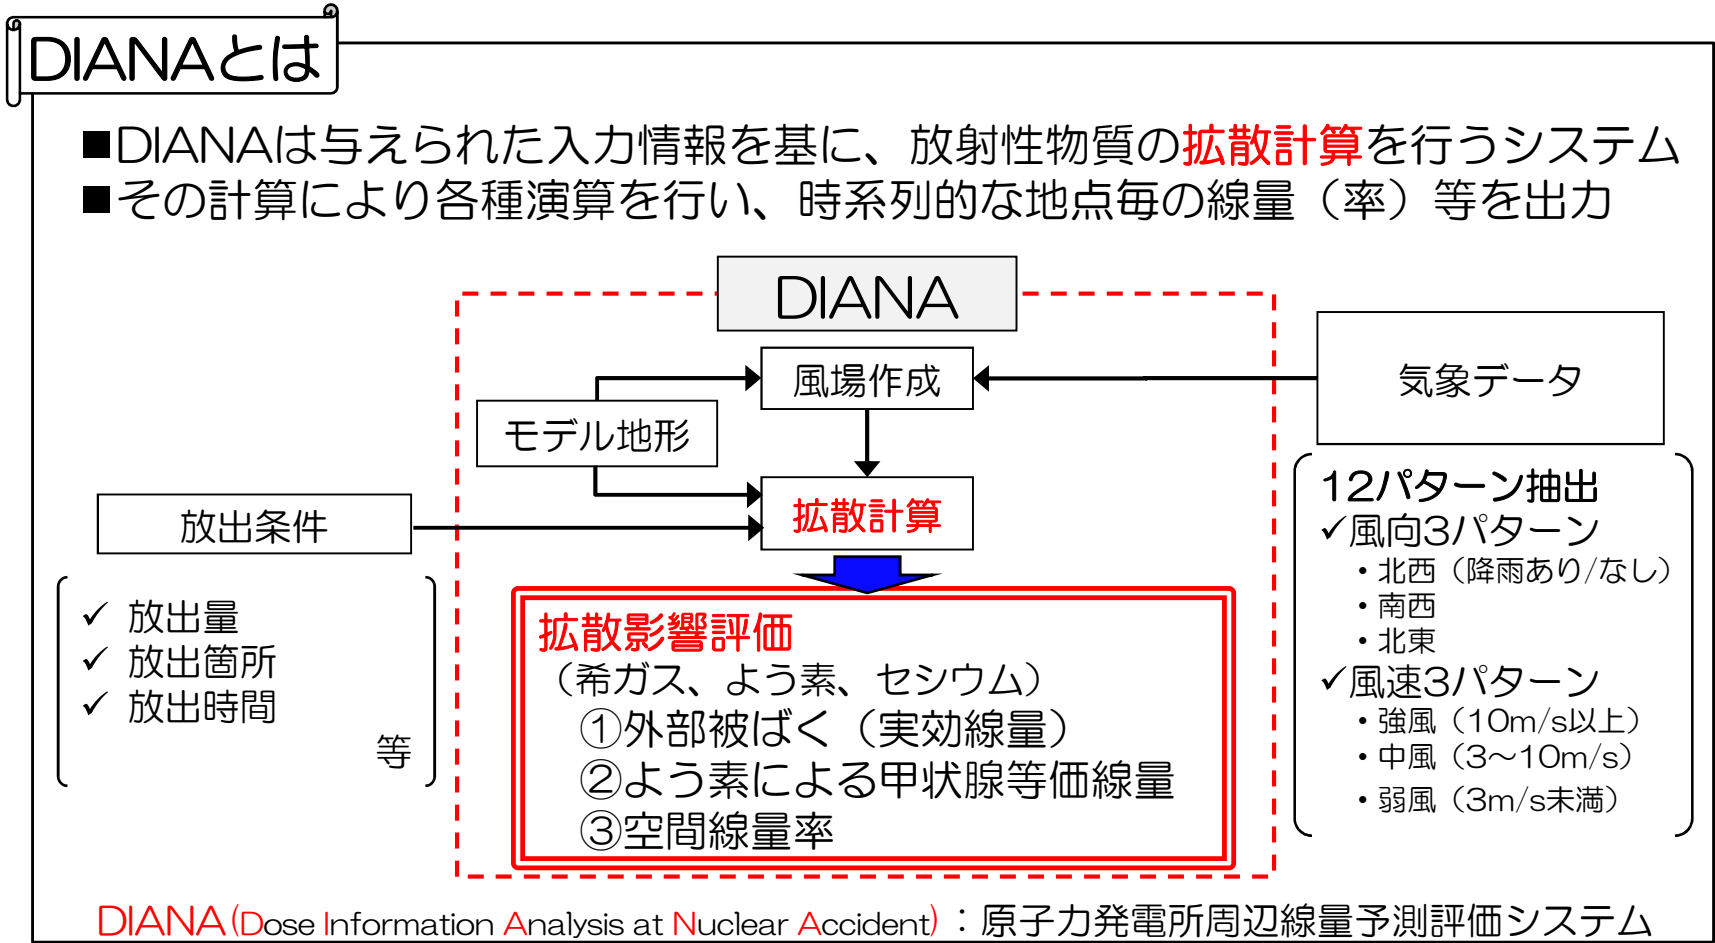 DIANAとは
■DIANAは与えられた入力情報を基に、放射性物質の拡散計算を行うシステム
■その計算により各種演算を行い、時系列的な地点毎の線量（率）等を出力
DIANA
風場作成
気象データ
モデル地形
拡散計算
放出条件
✓ 放出量
✓ 放出箇所
✓ 放出時間
等
12パターン抽出
✓風向3パターン
・北西（降雨あり/なし）
・南西
・北東
✓風速3パターン
・強風（10m/s以上）
・中風（3～10m/s）
・弱風（3m/s未満）
拡散影響評価
（希ガス、よう素、セシウム）
①外部被ばく（実効線量）
②よう素による甲状腺等価線量
③空間線量率
DIANA(Dose Information Analysis at Nuclear Accident)：原子力発電所周辺線量予測評価システム